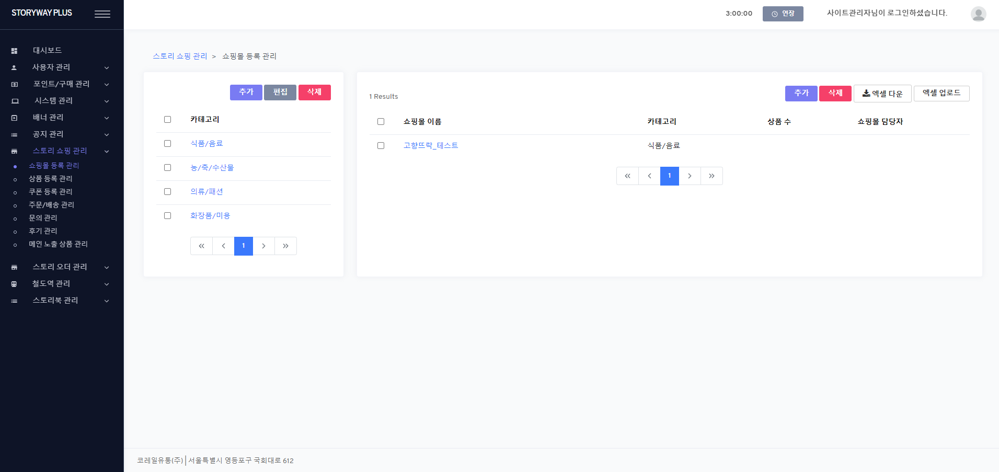 STORYWAY PLUS
3:00:00
연장
사이트관리자님이 로그인하셨습니다.
대시보드
사용자 관리
포인트/구매 관리
시스템 관리
배너 관리
공지 관리
스토리 쇼핑 관리
쇼핑몰 등록 관리
상품 등록 관리
쿠폰 등록 관리
주문/배송 관리
문의 관리
후기 관리
메인 노출 상품 관리
스토리 오더 관리
철도역 관리
스토리북 관리
스토리 쇼핑 관리 > 쇼핑몰 등록 관리
추가 편집 삭제
카테고리
식품/음료
농/축/수산물
의류/패션
화장품/미용
« ‹ 1 › »
1 Results
추가 삭제 엑셀 다운 엑셀 업로드
쇼핑몰 이름 카테고리 상품 수 쇼핑몰 담당자
고향뜨락_테스트 식품/음료
« ‹ 1 › »
코레일유통(주) | 서울특별시 영등포구 국회대로 612